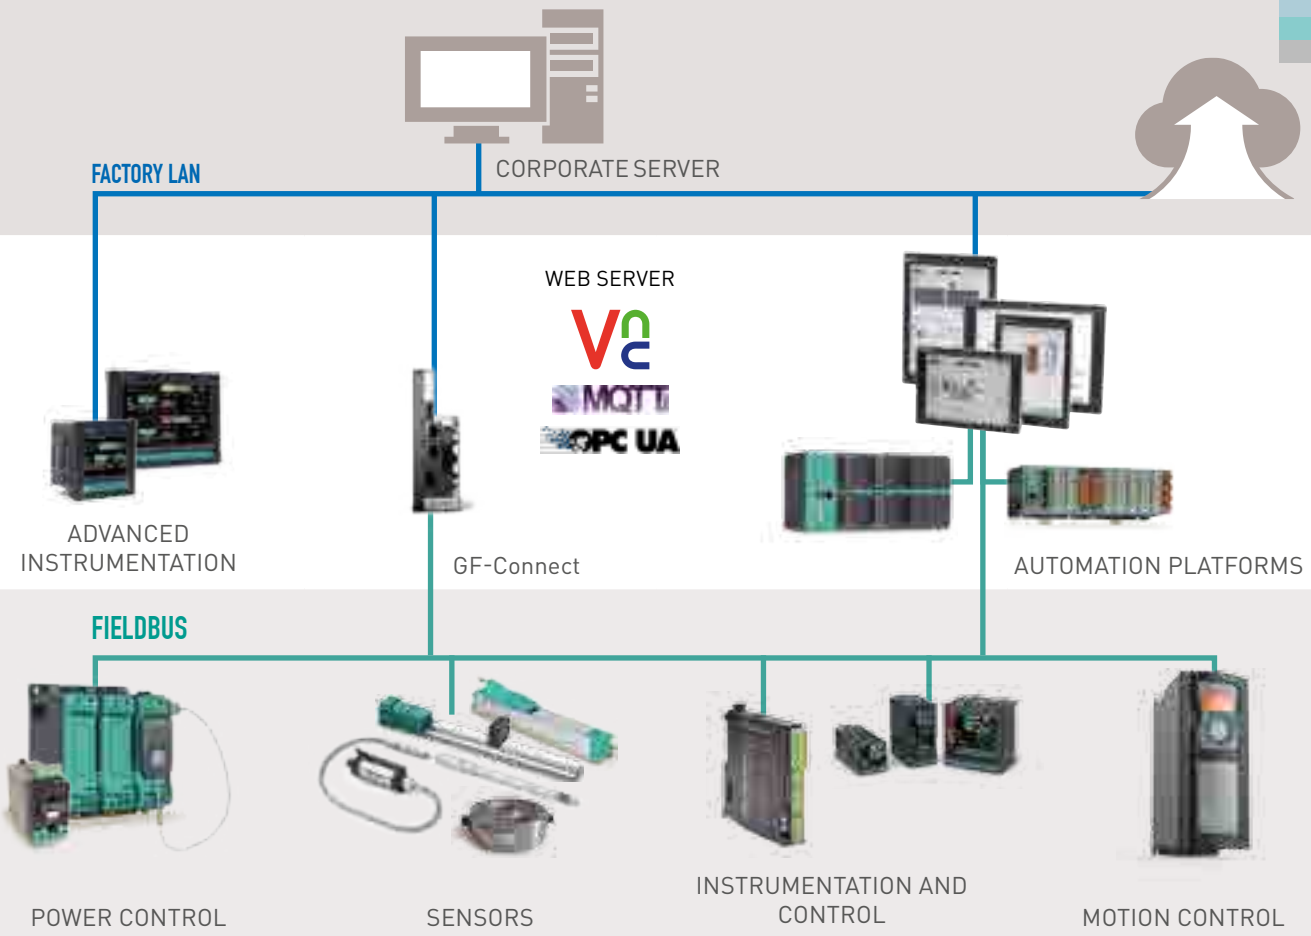 CORPORATE SERVER
FACTORY LAN
WEB SERVER
Vnc
MQTT
OPC UA
ADVANCED
INSTRUMENTATION
GF-Connect
AUTOMATION PLATFORMS
FIELDBUS
POWER CONTROL
SENSORS
INSTRUMENTATION AND
CONTROL
MOTION CONTROL